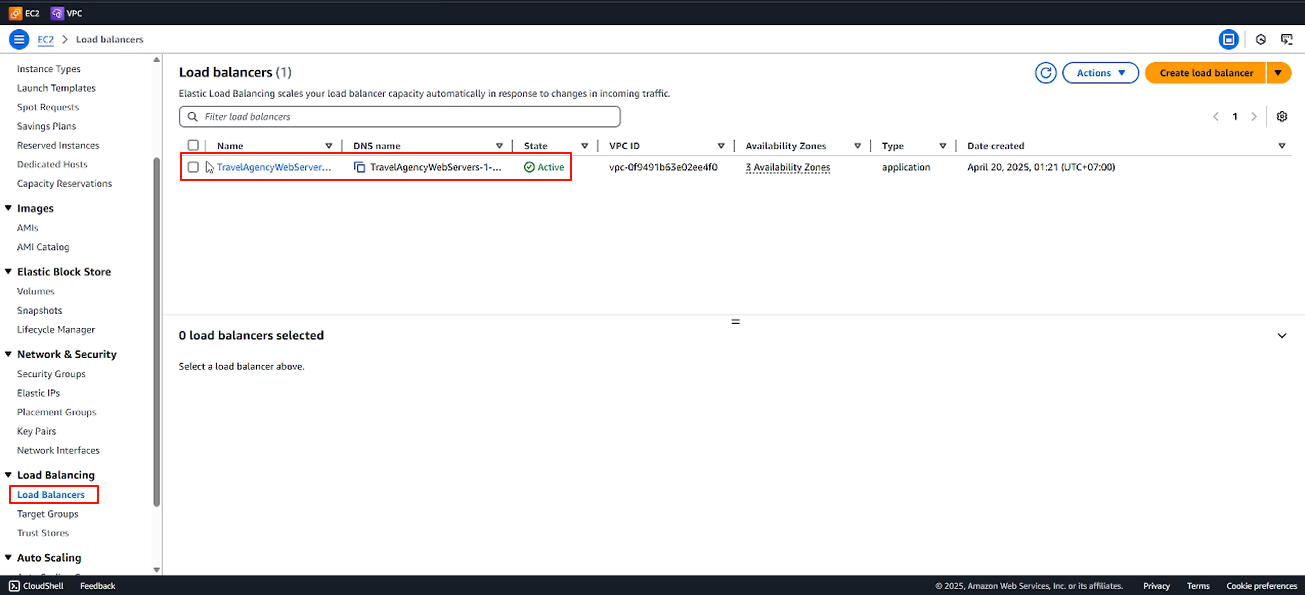 EC2 VPC
EC2 > Load balancers
Instance Types
Launch Templates
Spot Requests
Savings Plans
Reserved Instances
Dedicated Hosts
Capacity Reservations
Images
AMIs
AMI Catalog
Elastic Block Store
Volumes
Snapshots
Lifecycle Manager
Network & Security
Security Groups
Elastic IPs
Placement Groups
Key Pairs
Network Interfaces
Load Balancing
Load Balancers
Target Groups
Trust Stores
Auto Scaling
Load balancers (1)
Actions
Create load balancer
Elastic Load Balancing scales your load balancer capacity automatically in response to changes in incoming traffic.
Filter load balancers
1
Name DNS name State VPC ID Availability Zones Type Date created
TravelAgencyWebServer... TravelAgencyWebServers-1-... Active vpc-0f9491b63e02ee4f0 3 Availability Zones application April 20, 2025, 01:21 (UTC+07:00)
0 load balancers selected
Select a load balancer above.
CloudShell Feedback © 2025, Amazon Web Services, Inc. or its affiliates. Privacy Terms Cookie preferences